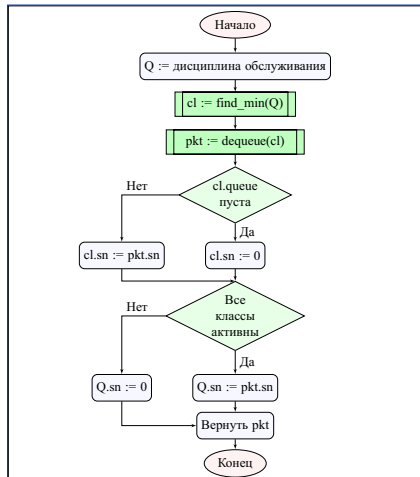 Начало
Q := дисциплина обслуживания
cl := find_min(Q)
pkt := dequeue(cl)
cl.queue
пуста
Нет
Да
cl.sn := pkt.sn
cl.sn := 0
Все
классы
активны
Нет
Да
Q.sn := 0
Q.sn := pkt.sn
Вернуть pkt
Конец